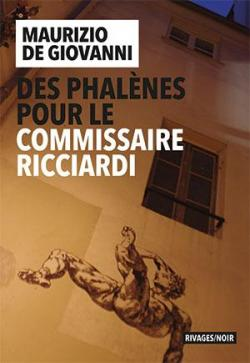 MAURIZIO
DE GIOVANNI
DES PHALÈNES
POUR LE
COMMISSAIRE
RICCIARDI
RIVAGES/NOIR